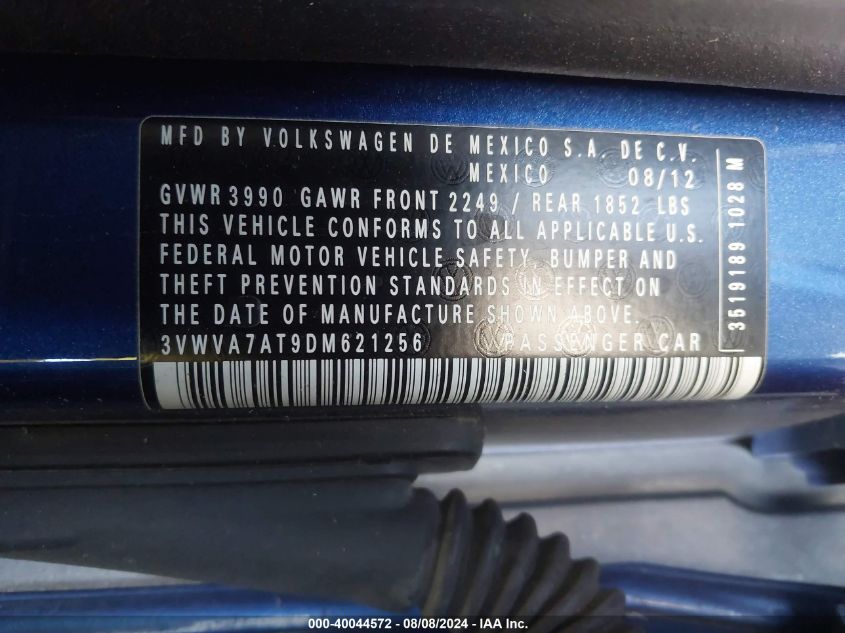 MFD BY VOLKSWAGEN DE MEXICO S.A. DE C.V.
MEXICO 08/12
GVWR 3990 GAWR FRONT 2249 / REAR 1852 LBS
THIS VEHICLE CONFORMS TO ALL APPLICABLE U.S.
FEDERAL MOTOR VEHICLE SAFETY, BUMPER AND
THEFT PREVENTION STANDARDS IN EFFECT ON
THE DATE OF MANUFACTURE SHOWN ABOVE.
3VWVA7AT9DM621256 PASSENGER CAR
3619189 1028 M
000-40044572 - 08/08/2024 - IAA Inc.